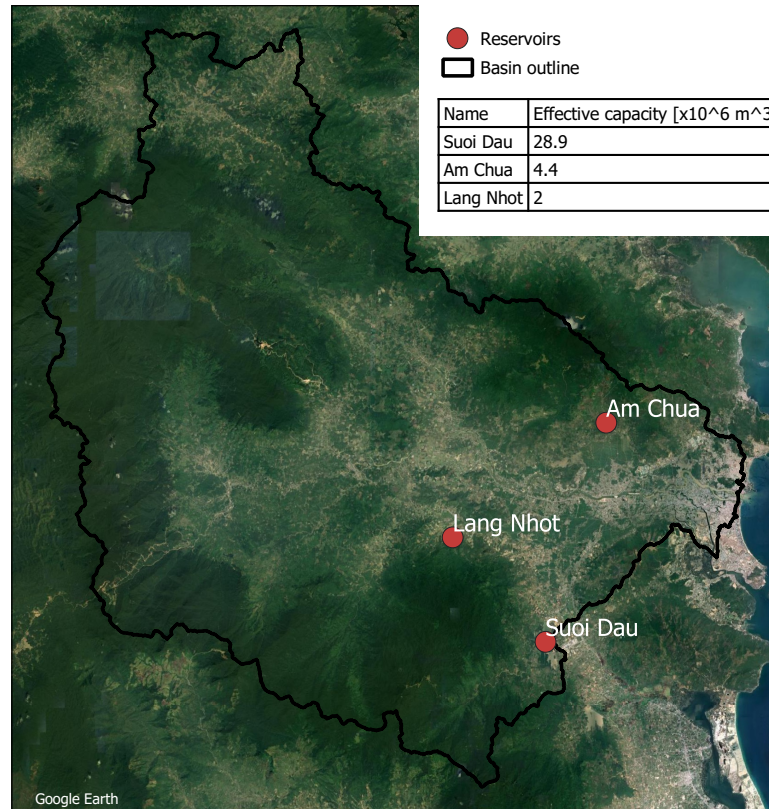 Reservoirs
Basin outline
Name Effective capacity [x10^6 m^3
Suoi Dau 28.9
Am Chua 4.4
Lang Nhot 2
Am Chua
Lang Nhot
Suoi Dau
Google Earth